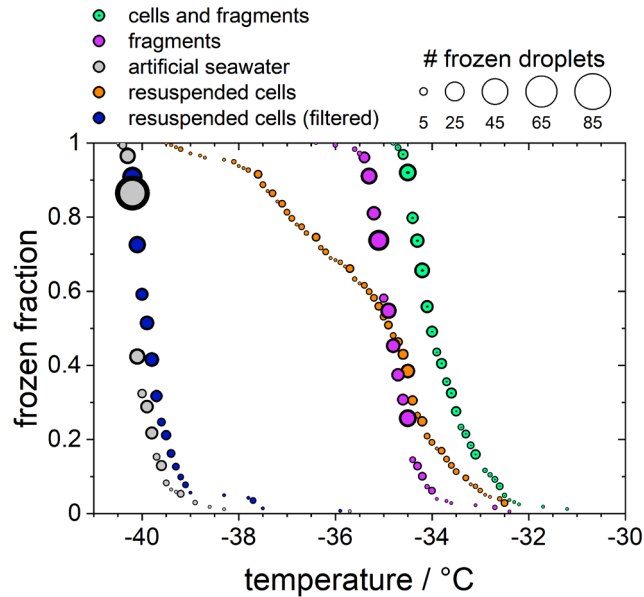 cells and fragments
fragments
artificial seawater
resuspended cells
resuspended cells (filtered)
# frozen droplets
5 25 45 65 85
1
0.8
0.6
0.4
0.2
0
frozen fraction
-40 -38 -36 -34 -32 -30
temperature / °C